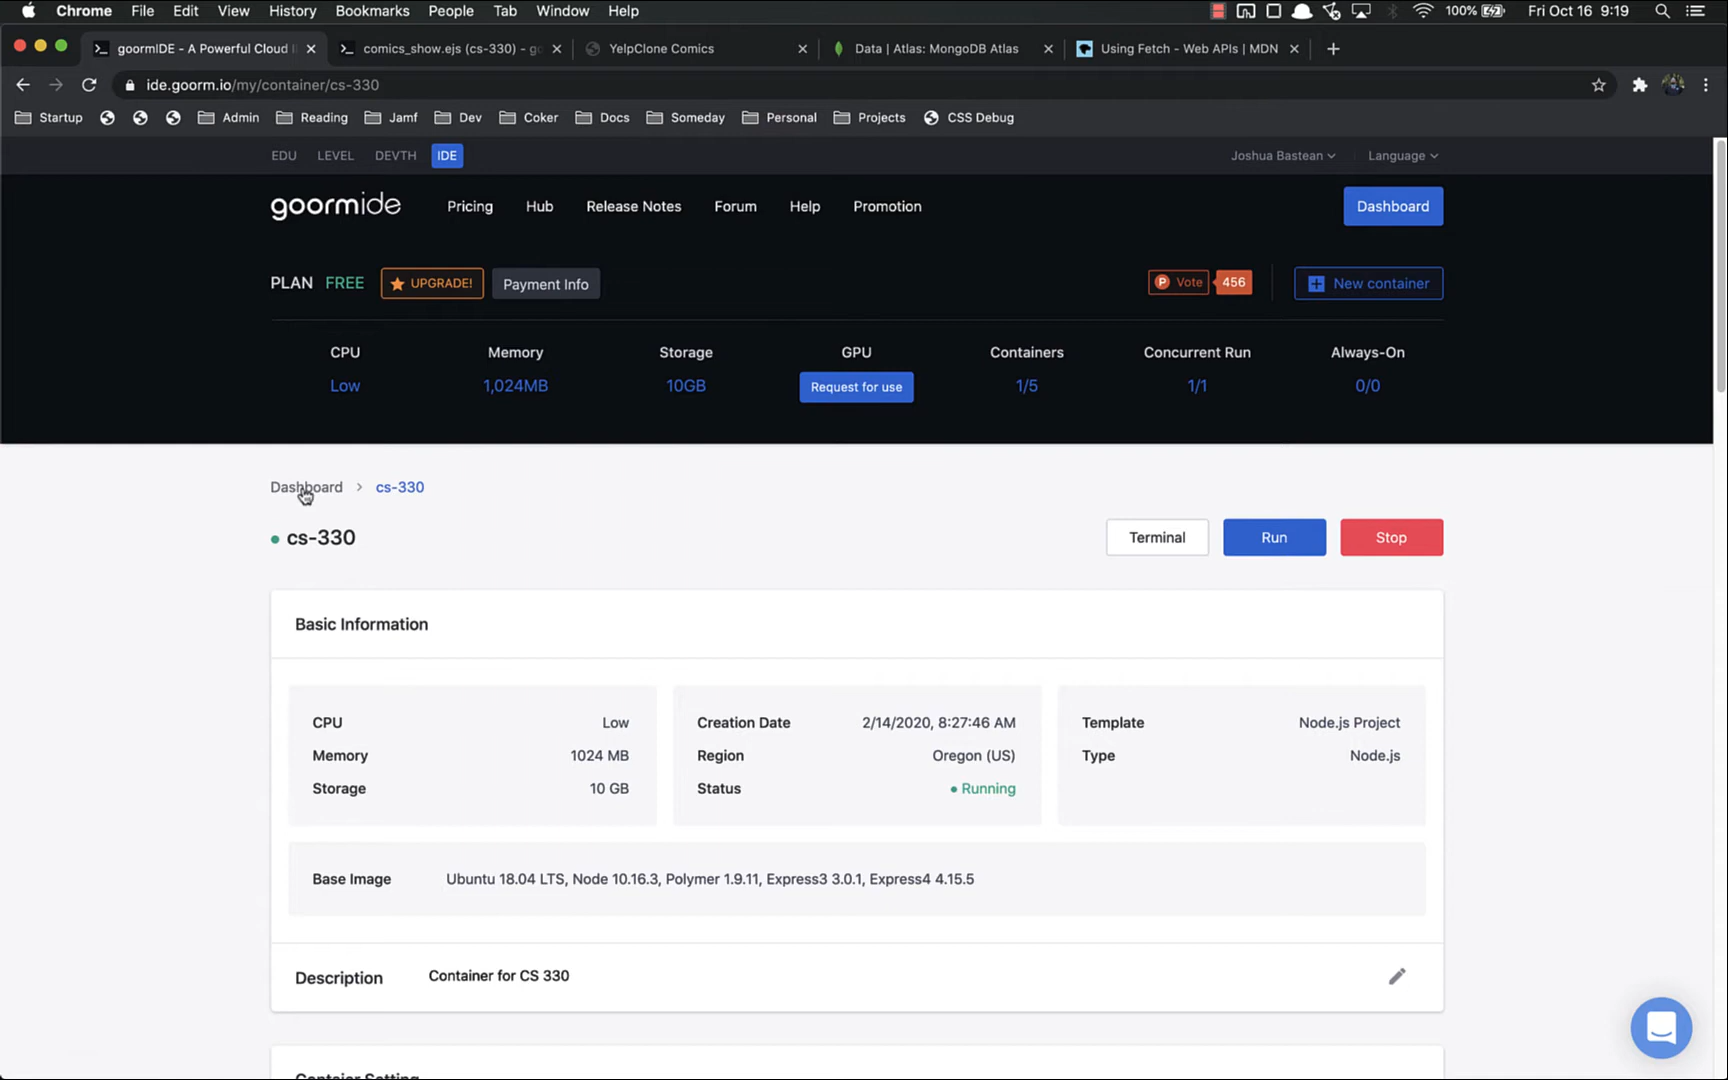 Chrome File Edit View History Bookmarks People Tab Window Help 100% Fri Oct 16 9:19
goormIDE - A Powerful Cloud I comics_show.ejs (cs-330) - go YelpClone Comics Data | Atlas: MongoDB Atlas Using Fetch - Web APIs | MDN
ide.goorm.io/my/container/cs-330
Startup Admin Reading Jamf Dev Coker Docs Someday Personal Projects CSS Debug
EDU LEVEL DEVTH IDE Joshua Bastean Language
goormide Pricing Hub Release Notes Forum Help Promotion Dashboard
PLAN FREE UPGRADE! Payment Info P Vote 456 New container
CPU Memory Storage GPU Containers Concurrent Run Always-On
Low 1,024MB 10GB Request for use 1/5 1/1 0/0
Dashboard > cs-330
cs-330 Terminal Run Stop
Basic Information
CPU Low Creation Date 2/14/2020, 8:27:46 AM Template Node.js Project
Memory 1024 MB Region Oregon (US) Type Node.js
Storage 10 GB Status Running
Base Image Ubuntu 18.04 LTS, Node 10.16.3, Polymer 1.9.11, Express3 3.0.1, Express4 4.15.5
Description Container for CS 330